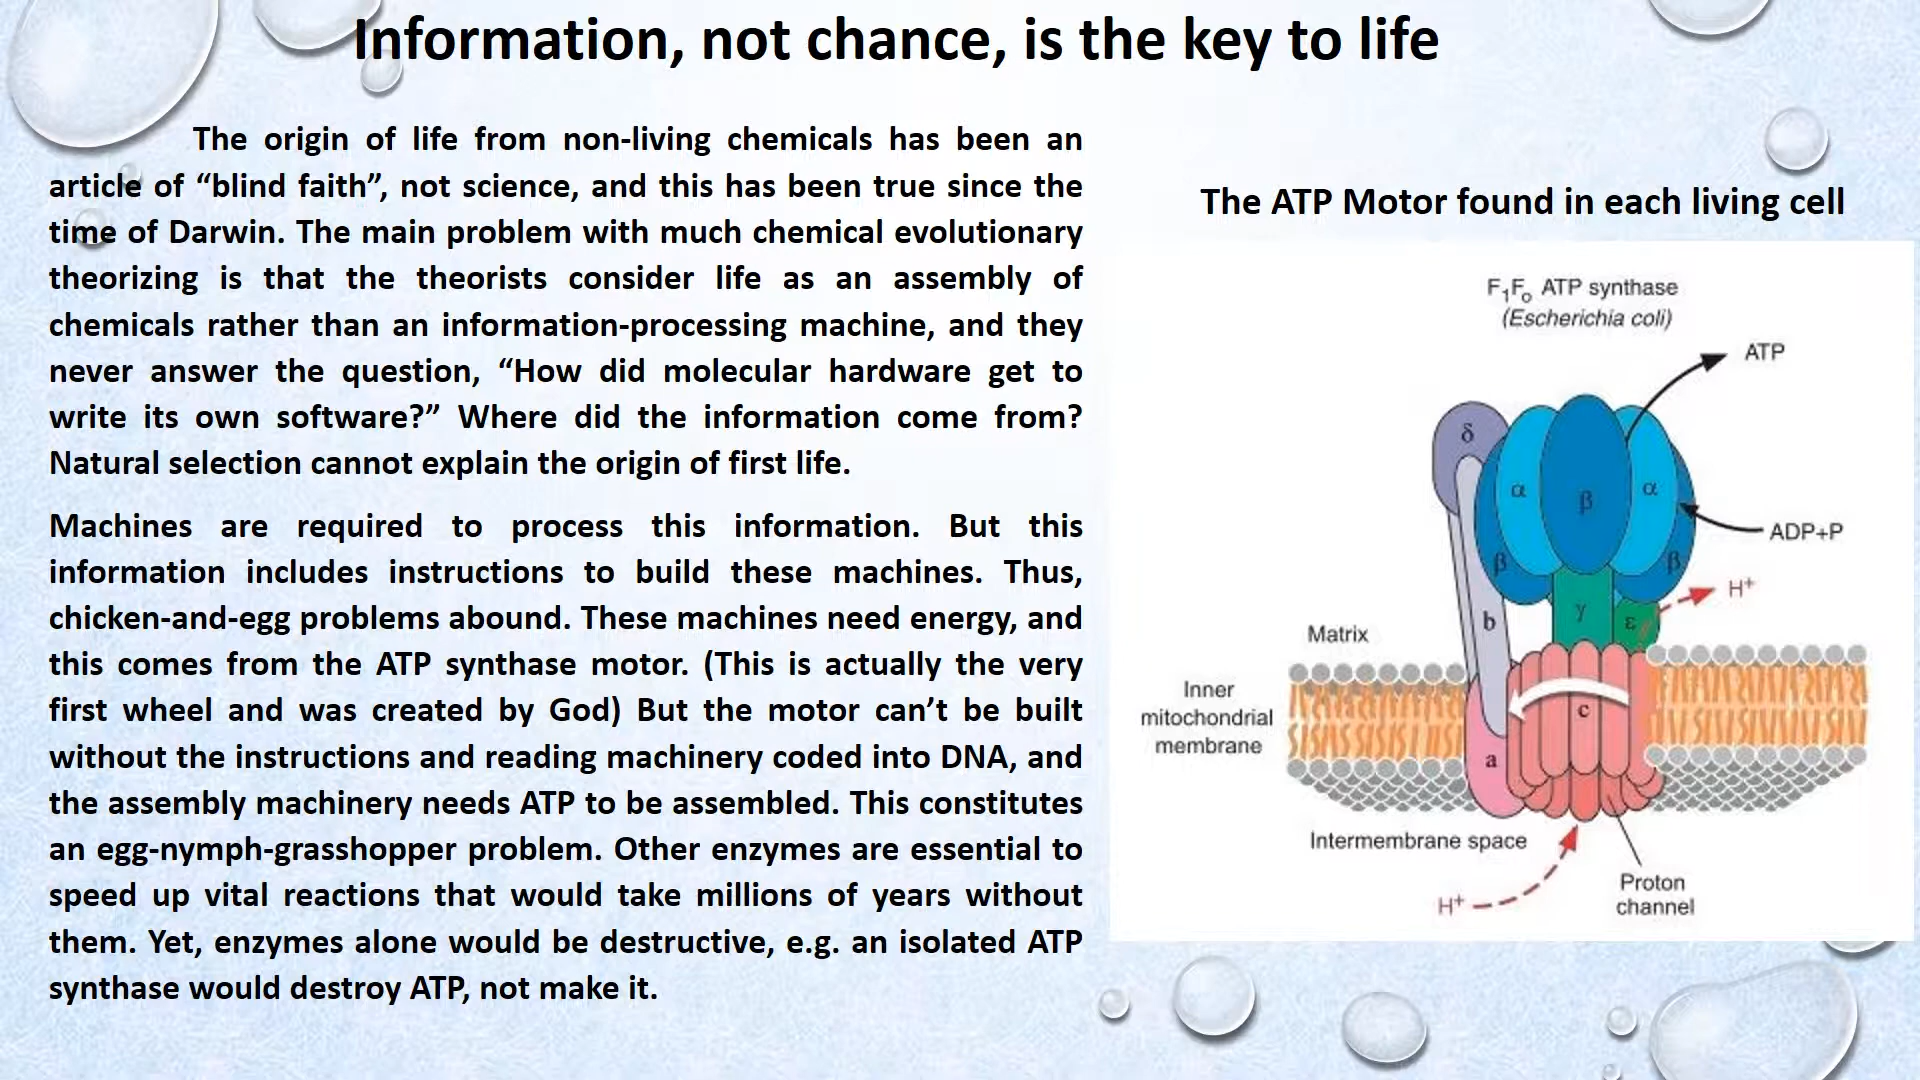 Information, not chance, is the key to life
The origin of life from non-living chemicals has been an
article of “blind faith”, not science, and this has been true since the
time of Darwin. The main problem with much chemical evolutionary
theorizing is that the theorists consider life as an assembly of
chemicals rather than an information-processing machine, and they
never answer the question, “How did molecular hardware get to
write its own software?” Where did the information come from?
Natural selection cannot explain the origin of first life.
Machines are required to process this information. But this
information includes instructions to build these machines. Thus,
chicken-and-egg problems abound. These machines need energy, and
this comes from the ATP synthase motor. (This is actually the very
first wheel and was created by God) But the motor can’t be built
without the instructions and reading machinery coded into DNA, and
the assembly machinery needs ATP to be assembled. This constitutes
an egg-nymph-grasshopper problem. Other enzymes are essential to
speed up vital reactions that would take millions of years without
them. Yet, enzymes alone would be destructive, e.g. an isolated ATP
synthase would destroy ATP, not make it.
The ATP Motor found in each living cell
F₁F₀ ATP synthase
(Escherichia coli)
ATP
δ
α
β
α
ADP+P
β
β
H⁺
γ
ε
b
Matrix
Inner
mitochondrial
membrane
c
a
Intermembrane space
Proton
channel
H⁺